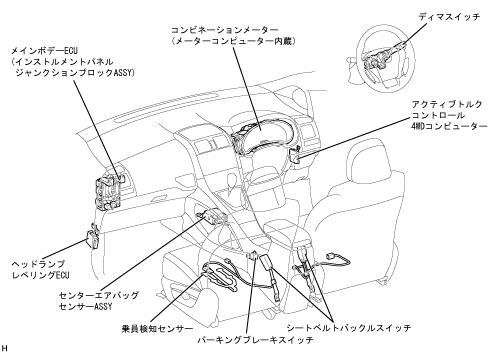 ディマスイッチ
コンビネーションメーター
(メーターコンピューター内蔵)
メインボデーECU
(インストルメントパネル
ジャンクションブロックASSY)
アクティブトルク
コントロール
4WDコンピューター
ヘッドランプ
レベリングECU
センターエアバッグ
センサーASSY
乗員検知センサー
パーキングブレーキスイッチ
シートベルトバックルスイッチ
H